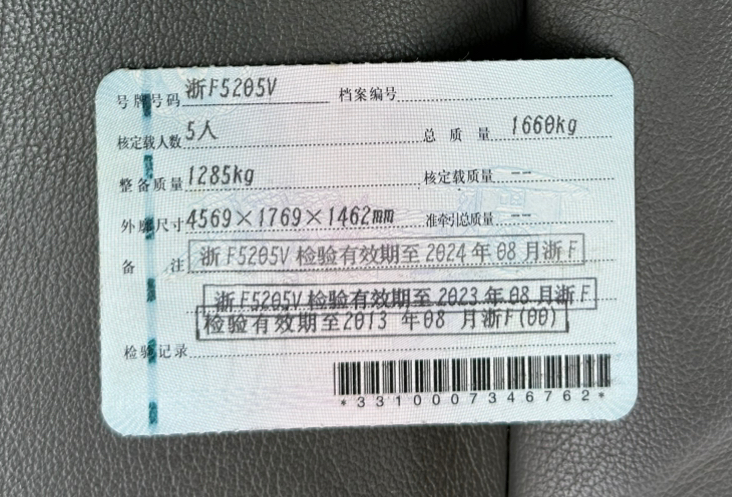 号牌号码 浙F5205V 档案编号
核定载人数 5人 总质量 1660kg
整备质量 1285kg 核定载质量 --
外廓尺寸 4569×1769×1462mm 准牵引总质量 --
备注 浙F5205V检验有效期至2024年08月浙F
浙F5205V检验有效期至2023年08月浙F
检验有效期至2013 年08 月浙F(00)
检验记录
*3310007346762*